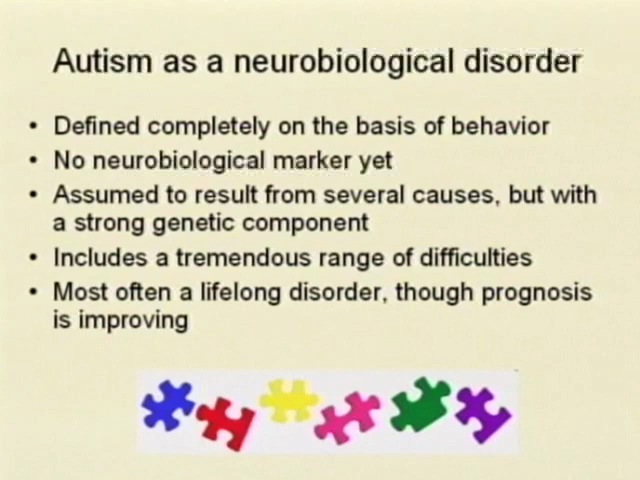 Autism as a neurobiological disorder
• Defined completely on the basis of behavior
• No neurobiological marker yet
• Assumed to result from several causes, but with
a strong genetic component
• Includes a tremendous range of difficulties
• Most often a lifelong disorder, though prognosis
is improving